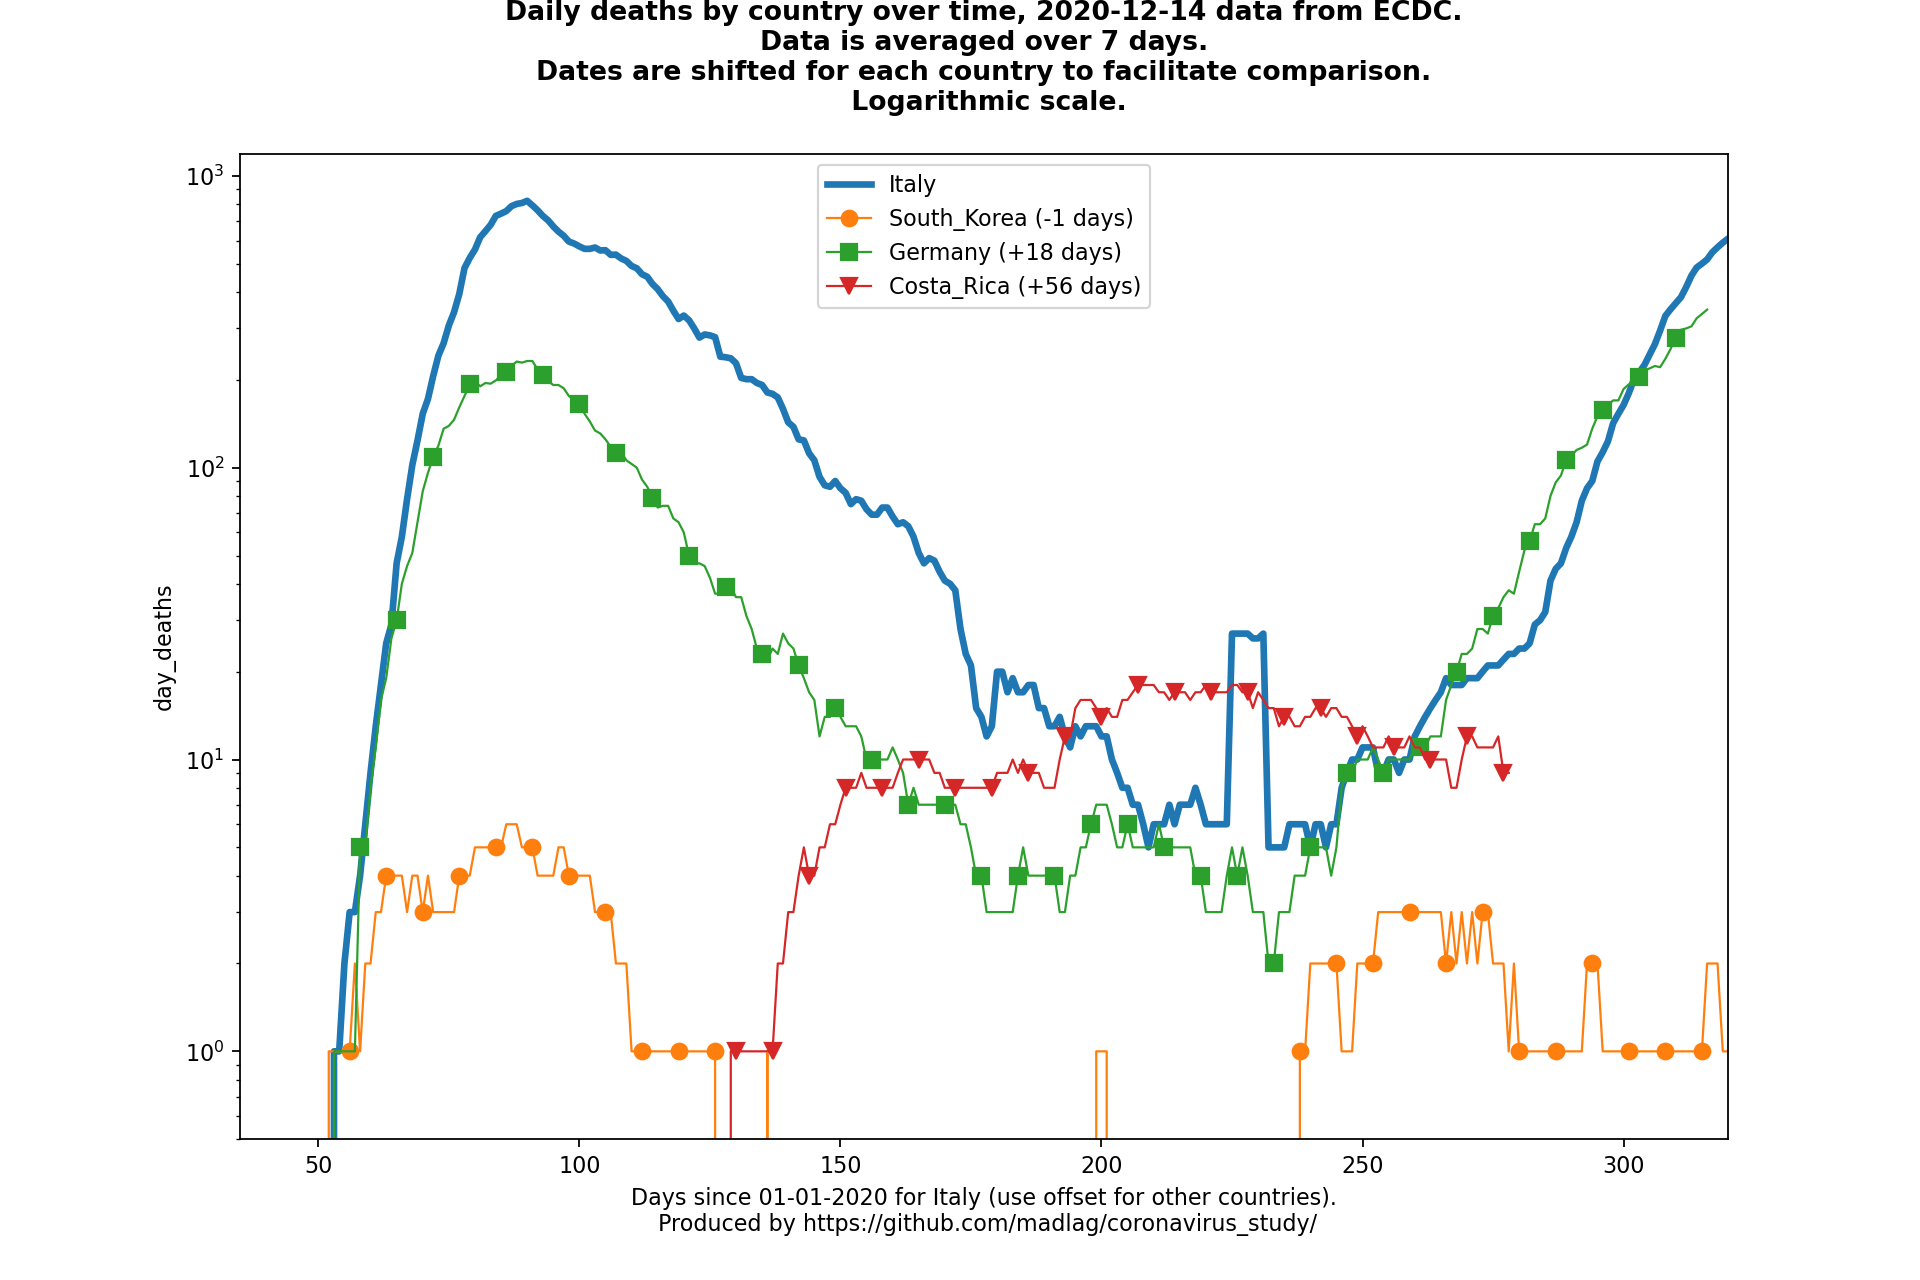 Daily deaths by country over time, 2020-12-14 data from ECDC.
Data is averaged over 7 days.
Dates are shifted for each country to facilitate comparison.
Logarithmic scale.
10³
Italy
South_Korea (-1 days)
Germany (+18 days)
Costa_Rica (+56 days)
10²
day_deaths
10¹
10⁰
50 100 150 200 250 300
Days since 01-01-2020 for Italy (use offset for other countries).
Produced by https://github.com/madlag/coronavirus_study/